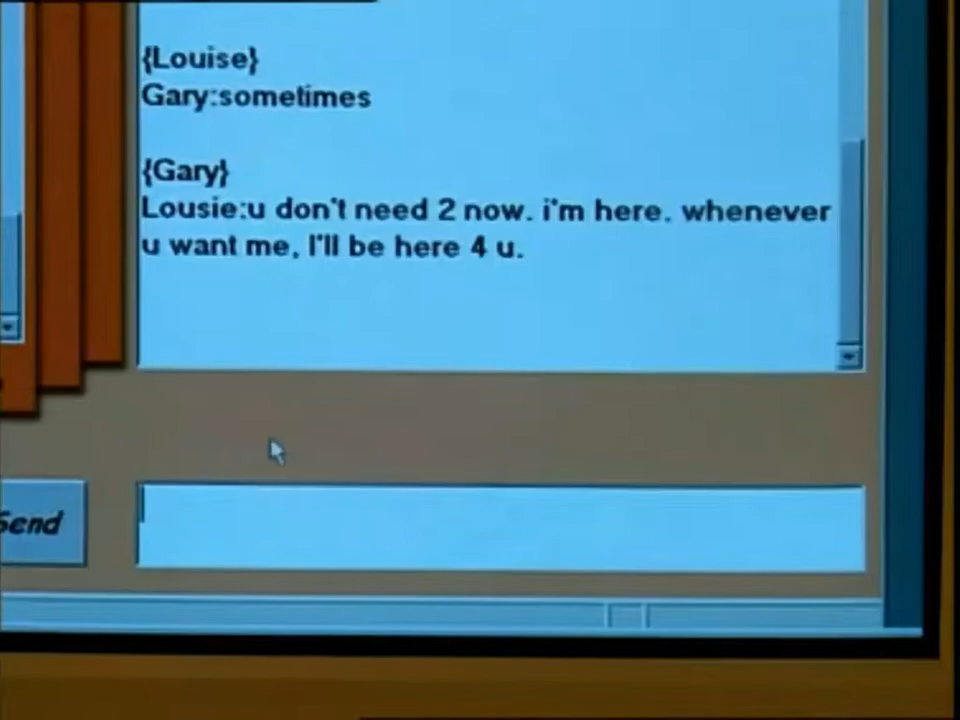 {Louise}
Gary:sometimes
{Gary}
Lousie:u don't need 2 now. i'm here. whenever
u want me, I'll be here 4 u.
Send